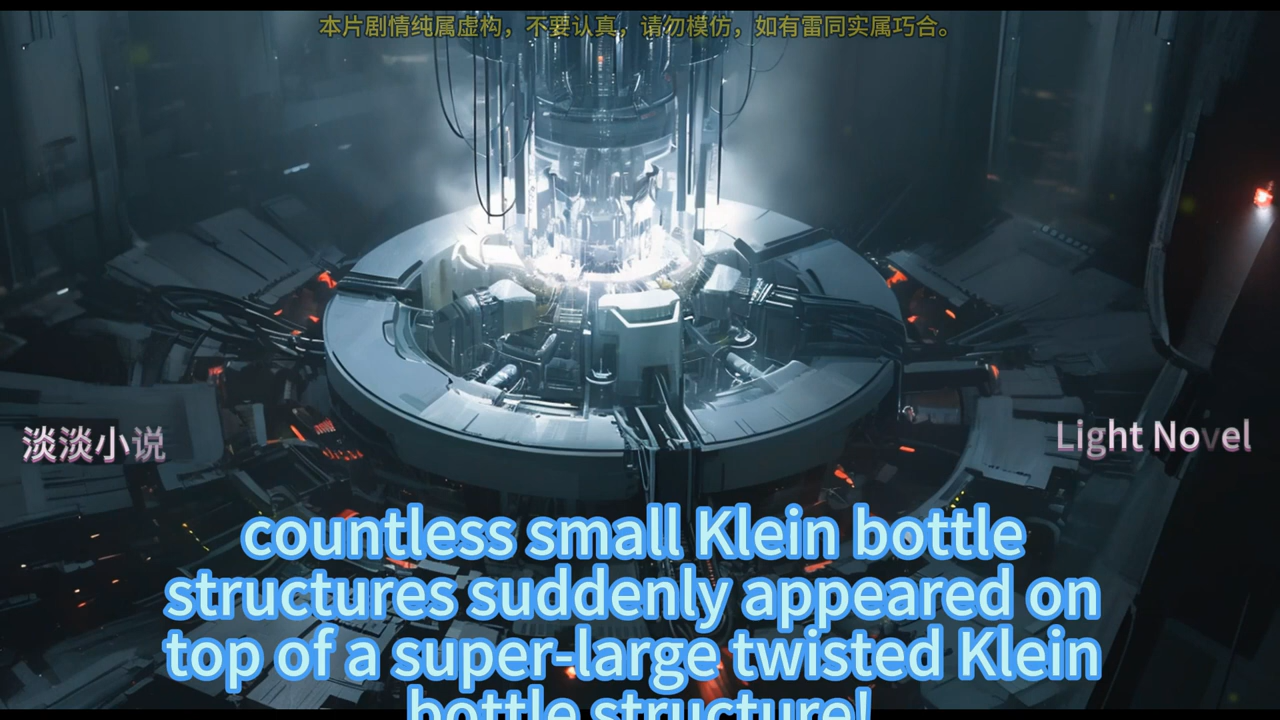 本片剧情纯属虚构，不要认真，请勿模仿，如有雷同实属巧合。
淡淡小说
Light Novel
countless small Klein bottle
structures suddenly appeared on
top of a super-large twisted Klein
bottle structure!